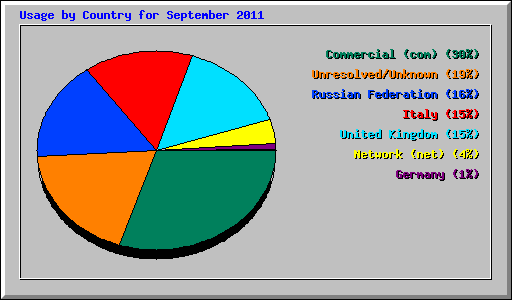 Usage by Country for September 2011
Commercial (com) (30%)
Unresolved/Unknown (19%)
Russian Federation (16%)
Italy (15%)
United Kingdom (15%)
Network (net) (4%)
Germany (1%)